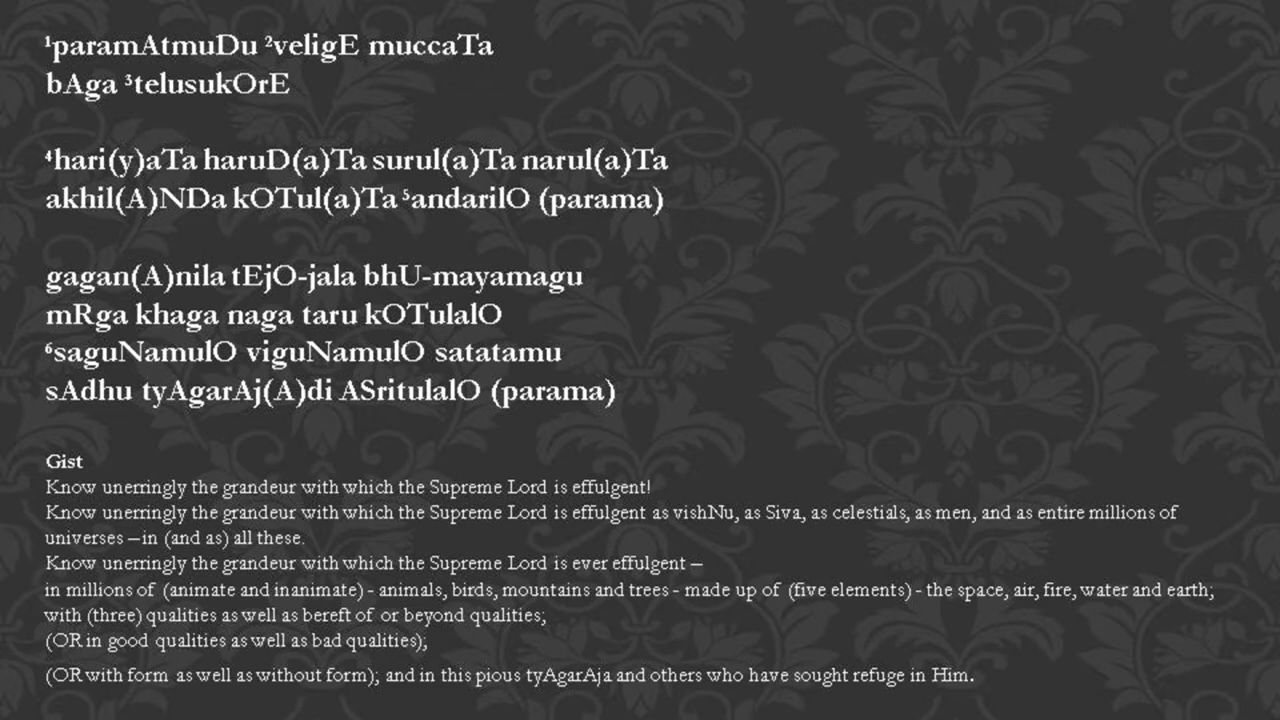 ¹paramAtmuDu ²veligE muccaTa
bAga ³telusukOrE
⁴hari(y)aTa haruD(a)Ta surul(a)Ta narul(a)Ta
akhil(A)NDa kOTul(a)Ta ⁵andarilO (parama)
gagan(A)nila tEjO-jala bhU-mayamagu
mRga khaga naga taru kOTulalO
⁶saguNamulO viguNamulO satatamu
sAdhu tyAgarAj(A)di ASritulalO (parama)
Gist
Know unerringly the grandeur with which the Supreme Lord is effulgent!
Know unerringly the grandeur with which the Supreme Lord is effulgent as vishNu, as Siva, as celestials, as men, and as entire millions of
universes – in (and as) all these.
Know unerringly the grandeur with which the Supreme Lord is ever effulgent –
in millions of (animate and inanimate) - animals, birds, mountains and trees - made up of (five elements) - the space, air, fire, water and earth;
with (three) qualities as well as bereft of or beyond qualities;
(OR in good qualities as well as bad qualities);
(OR with form as well as without form); and in this pious tyAgarAja and others who have sought refuge in Him.